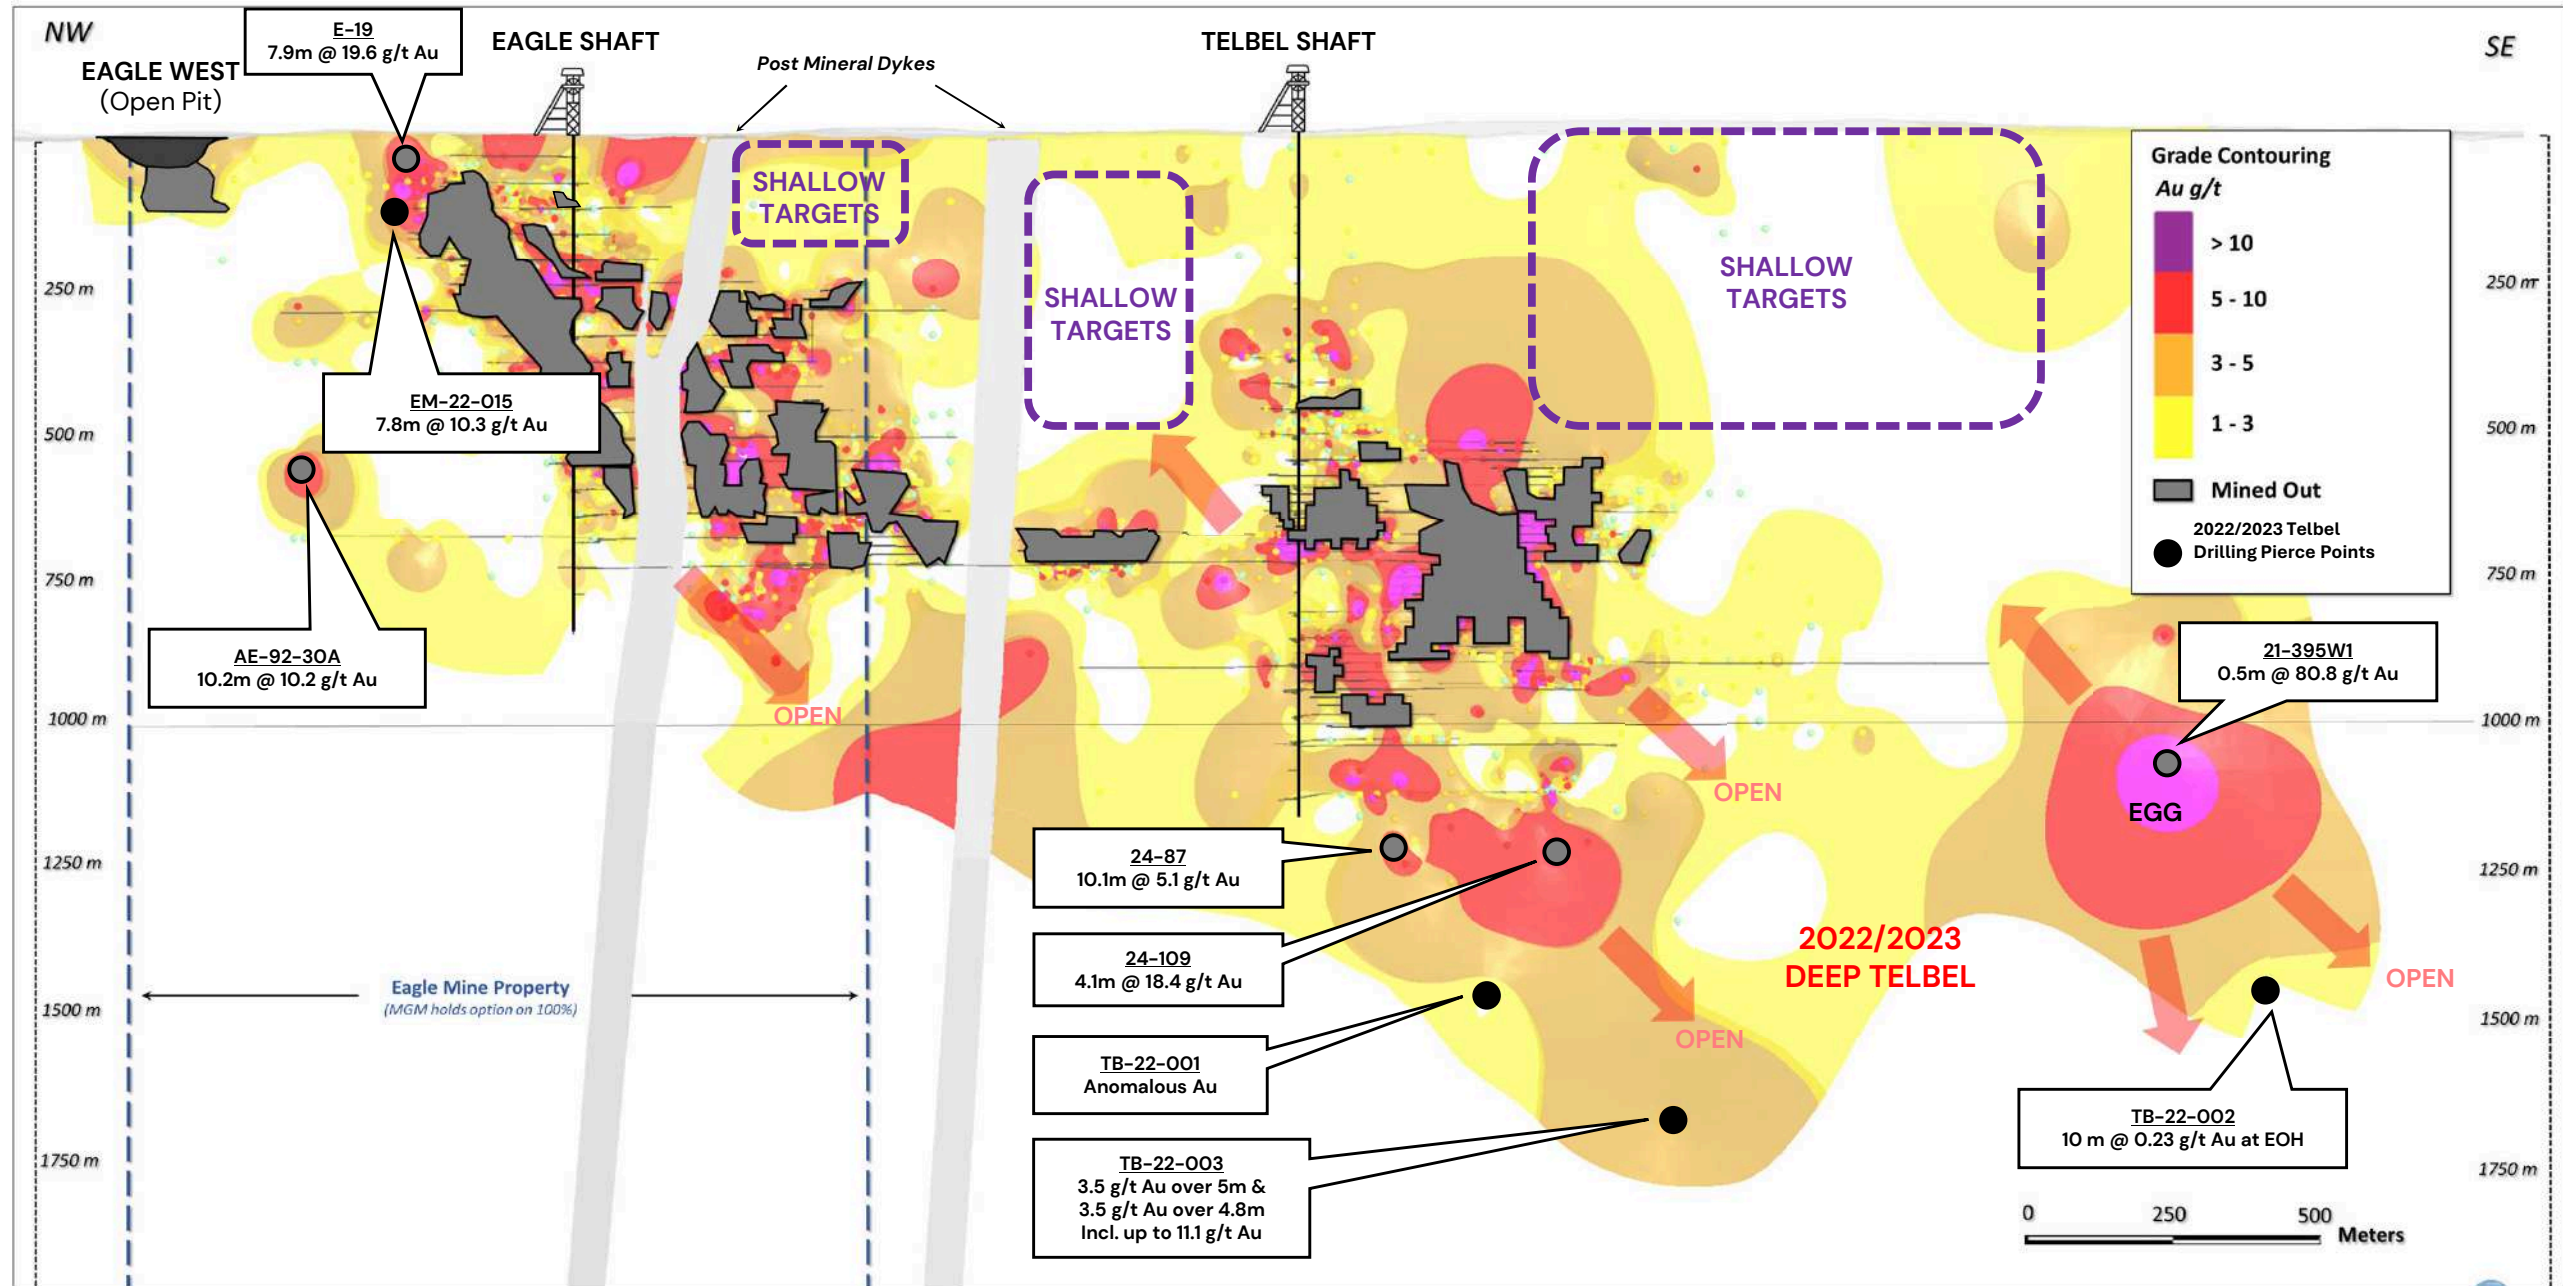 NW
E-19
7.9m @ 19.6 g/t Au
EAGLE SHAFT
TELBEL SHAFT
SE
EAGLE WEST
(Open Pit)
Post Mineral Dykes
SHALLOW
TARGETS
SHALLOW
TARGETS
SHALLOW
TARGETS
Grade Contouring
Au g/t
> 10
5 - 10
3 - 5
1 - 3
Mined Out
2022/2023 Telbel
Drilling Pierce Points
250 m
500 m
750 m
1000 m
1250 m
1500 m
1750 m
250 m
500 m
750 m
1000 m
1250 m
1500 m
1750 m
EM-22-015
7.8m @ 10.3 g/t Au
AE-92-30A
10.2m @ 10.2 g/t Au
OPEN
OPEN
21-395W1
0.5m @ 80.8 g/t Au
EGG
24-87
10.1m @ 5.1 g/t Au
24-109
4.1m @ 18.4 g/t Au
2022/2023
DEEP TELBEL
OPEN
OPEN
Eagle Mine Property
(MGM holds option on 100%)
TB-22-001
Anomalous Au
TB-22-003
3.5 g/t Au over 5m &
3.5 g/t Au over 4.8m
Incl. up to 11.1 g/t Au
TB-22-002
10 m @ 0.23 g/t Au at EOH
0 250 500
Meters